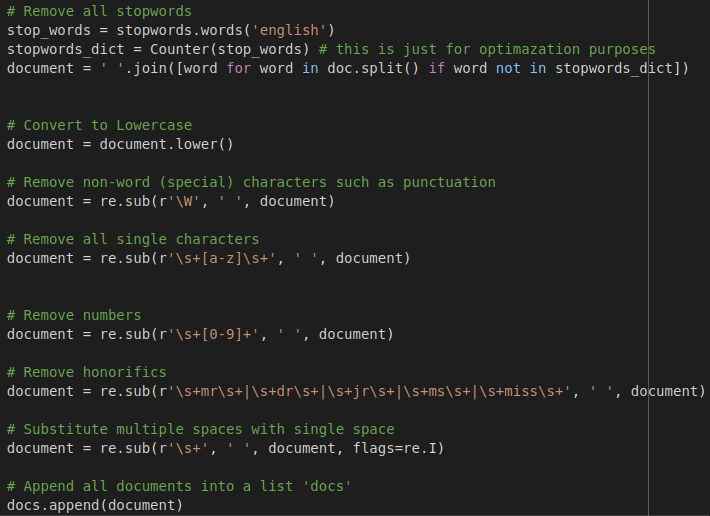 # Remove all stopwords
stop_words = stopwords.words('english')
stopwords_dict = Counter(stop_words) # this is just for optimazation purposes
document = ' '.join([word for word in doc.split() if word not in stopwords_dict])
# Convert to Lowercase
document = document.lower()
# Remove non-word (special) characters such as punctuation
document = re.sub(r'\W', ' ', document)
# Remove all single characters
document = re.sub(r'\s+[a-z]\s+', ' ', document)
# Remove numbers
document = re.sub(r'\s+[0-9]+', ' ', document)
# Remove honorifics
document = re.sub(r'\s+mr\s+|\s+dr\s+|\s+jr\s+|\s+ms\s+|\s+miss\s+', ' ', document)
# Substitute multiple spaces with single space
document = re.sub(r'\s+', ' ', document, flags=re.I)
# Append all documents into a list 'docs'
docs.append(document)